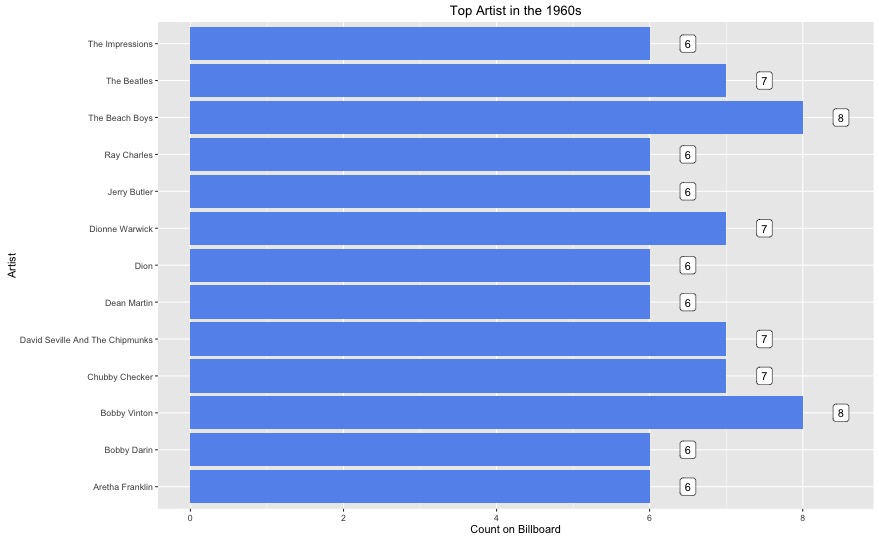 Top Artist in the 1960s
Artist
The Impressions 6
The Beatles 7
The Beach Boys 8
Ray Charles 6
Jerry Butler 6
Dionne Warwick 7
Dion 6
Dean Martin 6
David Seville And The Chipmunks 7
Chubby Checker 7
Bobby Vinton 8
Bobby Darin 6
Aretha Franklin 6
0 2 4 6 8
Count on Billboard